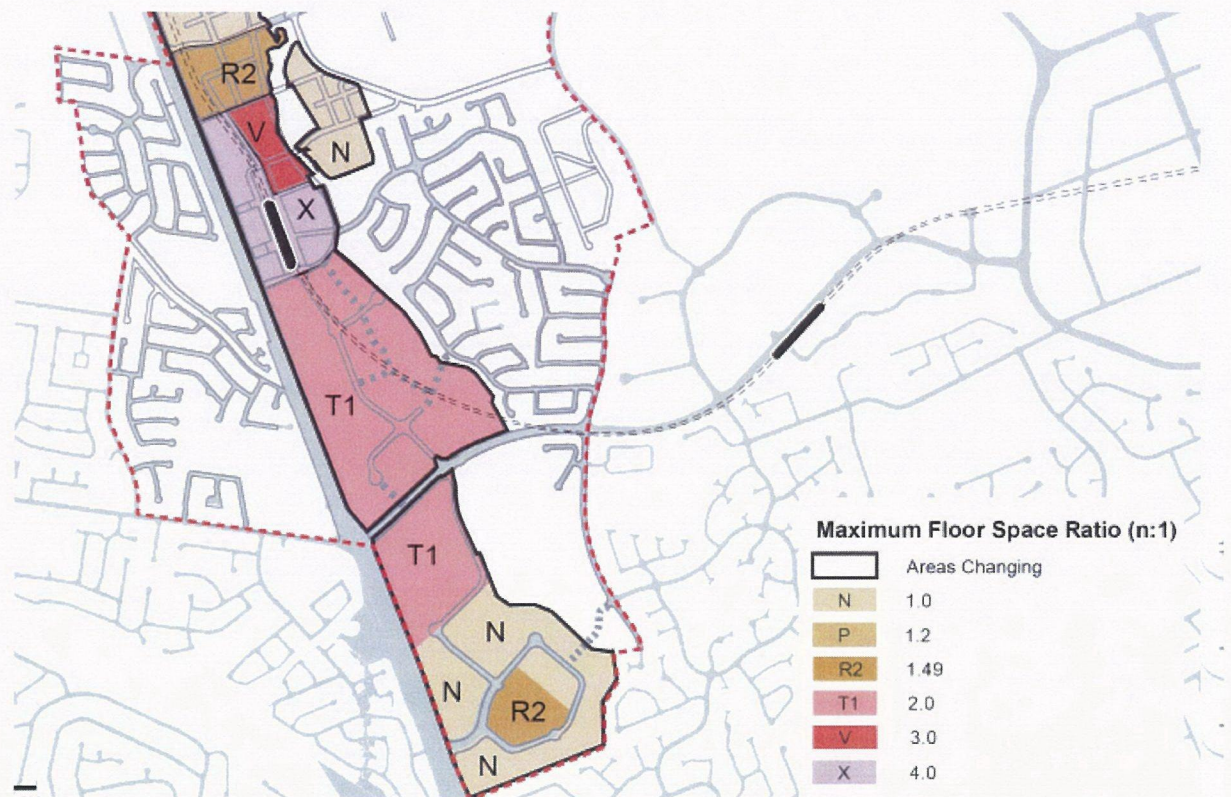 R2
V
N
X
T1
T1
N
N
R2
N
Maximum Floor Space Ratio (n:1)
Areas Changing
N 1.0
P 1.2
R2 1.49
T1 2.0
V 3.0
X 4.0